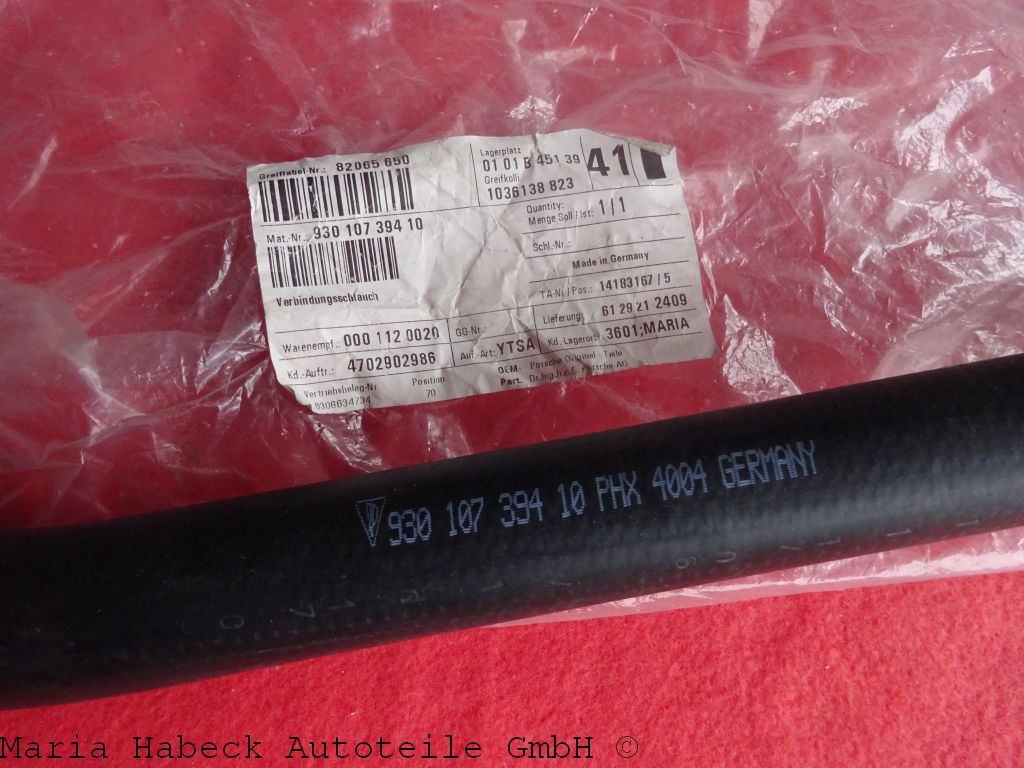 Greiflabel-Nr.: 82065 650
Lagerplatz
01 01 B 451 39
41
Greifkolli
1036138 823
Mat.-Nr.: 930 107 394 10
Quantity:
Menge Soll / Ist: 1 / 1
Schl.-Nr.:
Made in Germany
Verbindungsschlauch
TA-Nr / Pos.: 14183167 / 5
Warenempf.: 000 112 0020
GG-Nr.:
Lieferung 61 29 21 2409
Kd.-Auftr.: 4702902986
Auf.-Art: YTSA
Kd.-Lagerort: 3601;MARIA
Vertriebsbeleg-Nr Position
8306634734 70
OEM- Porsche Original - Teile
Part. Dr.Ing.h.c.F. Porsche AG
930 107 394 10 PHX 4004 GERMANY
Maria Habeck Autoteile GmbH ©